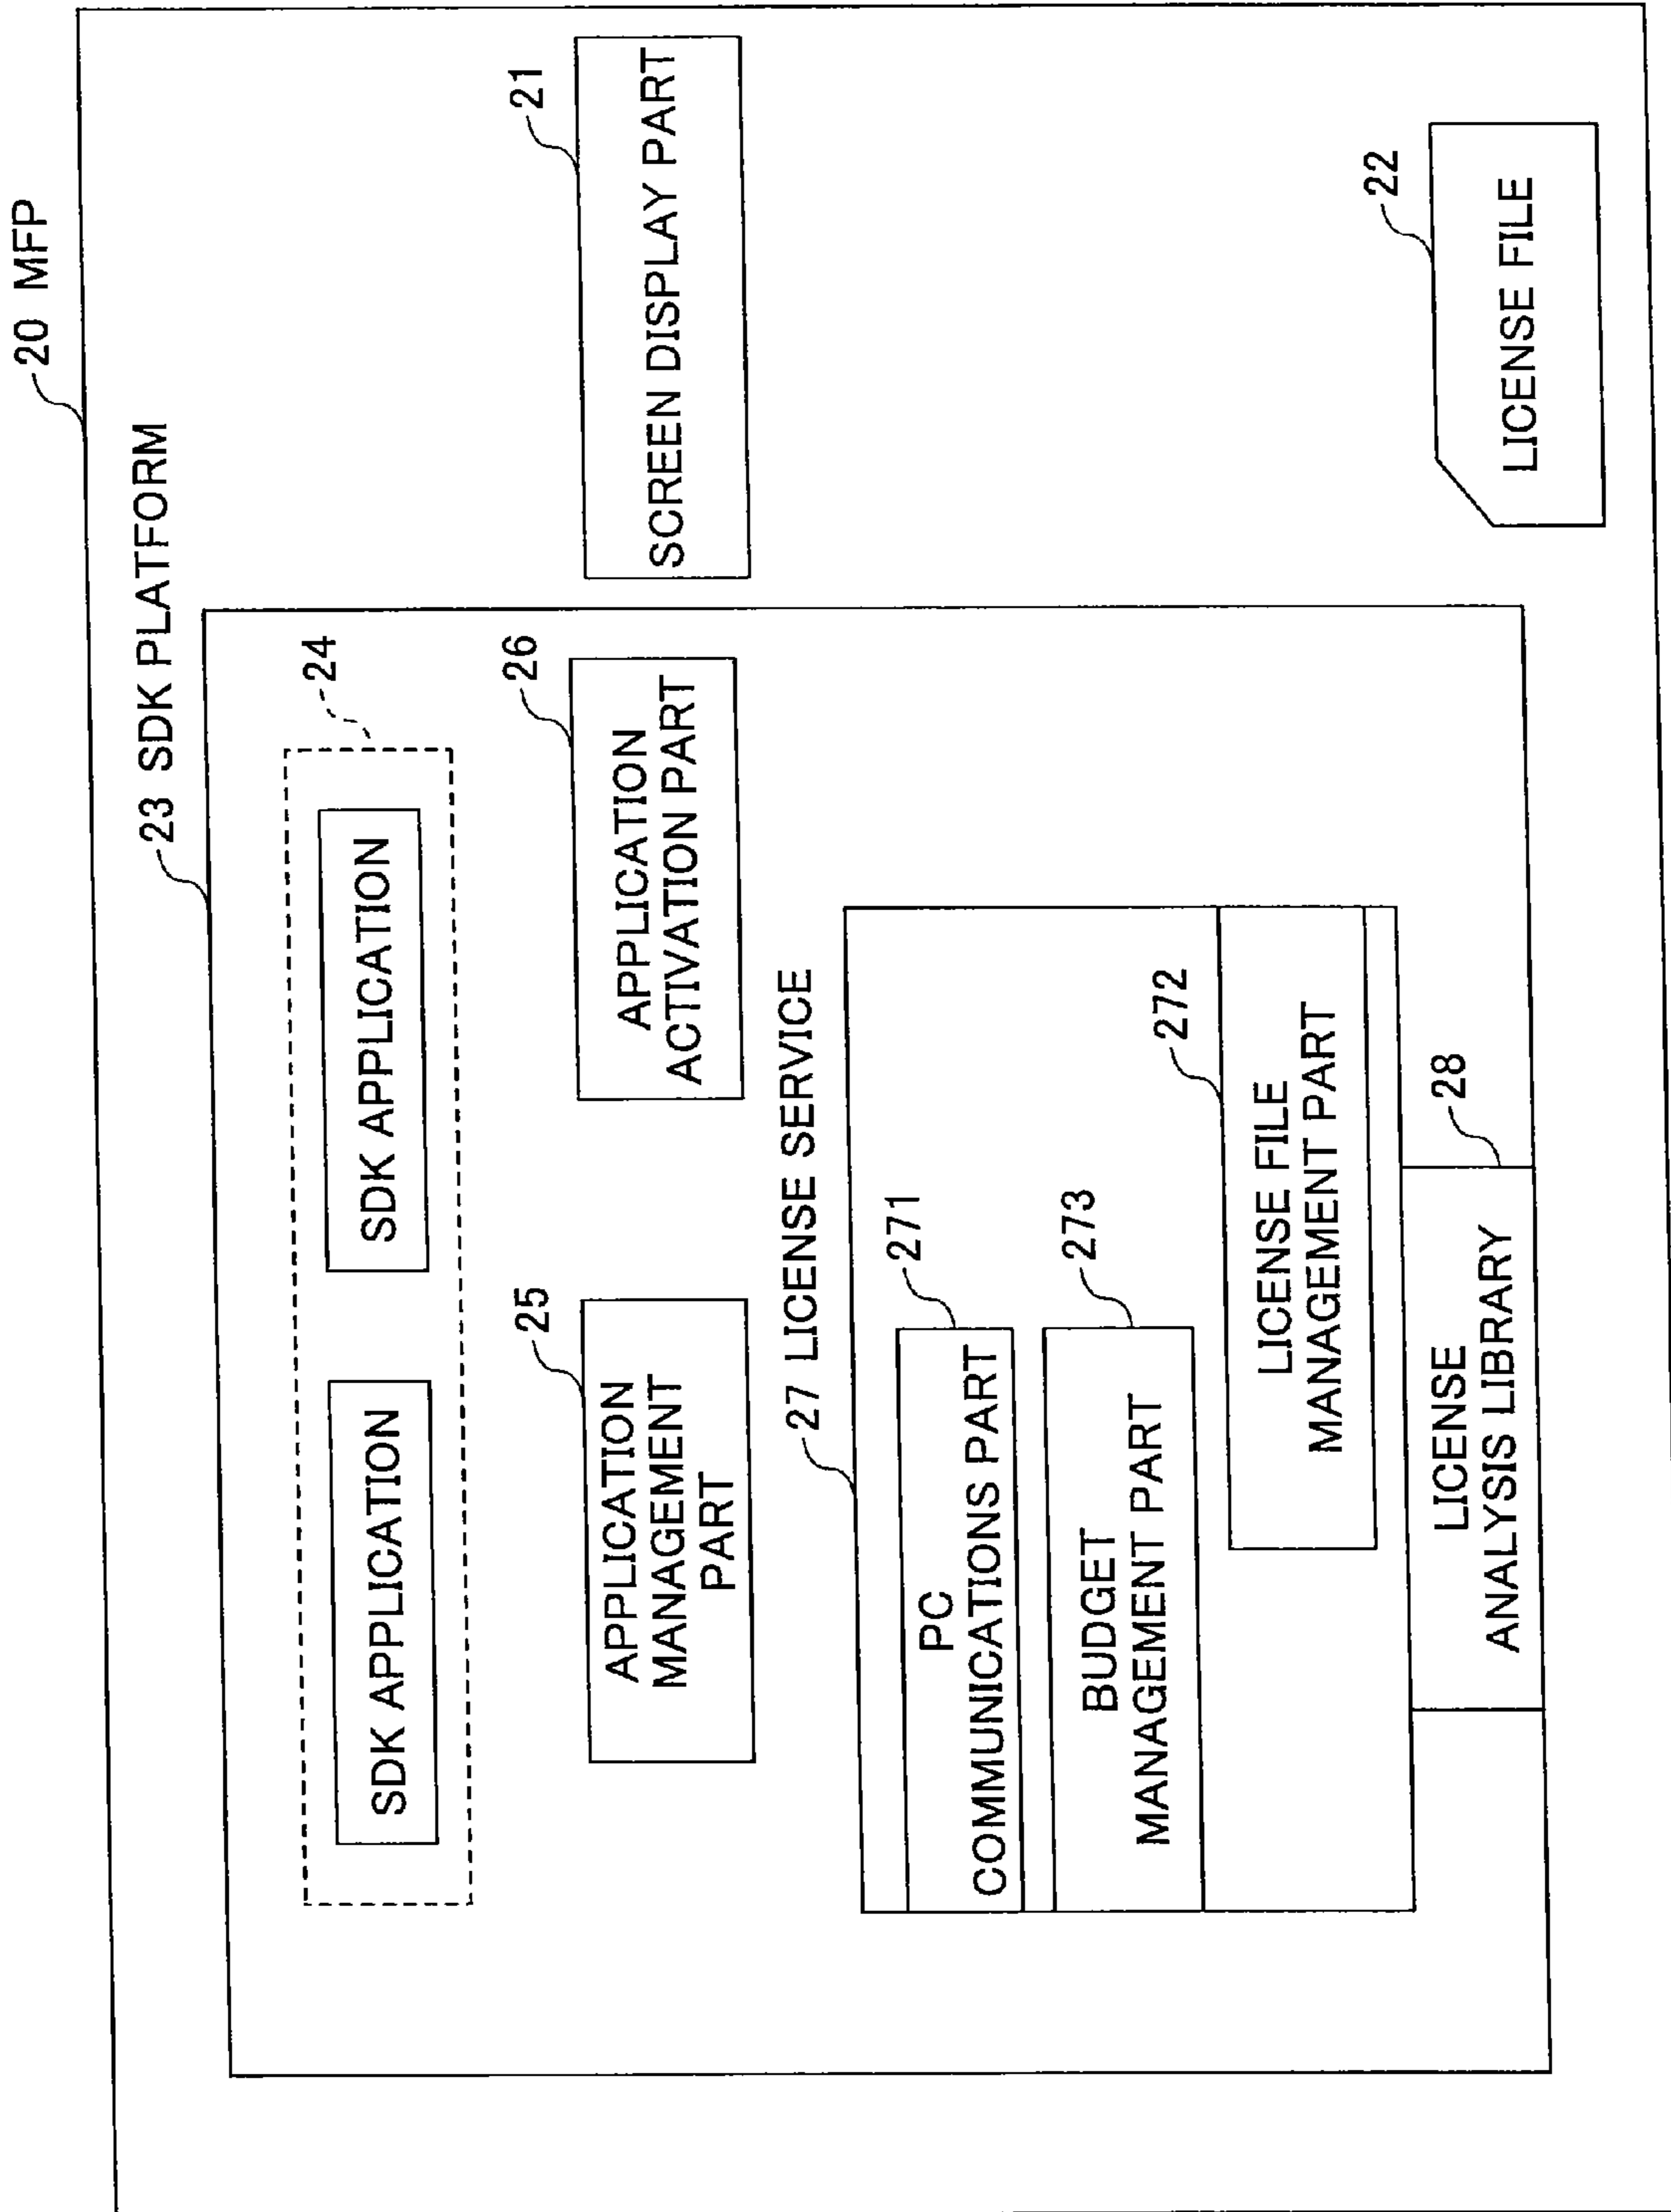 20 MFP
23 SDK PLATFORM
24
SDK APPLICATION
SDK APPLICATION
25
APPLICATION
MANAGEMENT
PART
26
APPLICATION
ACTIVATION PART
21
SCREEN DISPLAY PART
27 LICENSE SERVICE
271
PC
COMMUNICATIONS PART
273
BUDGET
MANAGEMENT PART
272
LICENSE FILE
MANAGEMENT PART
28
LICENSE
ANALYSIS LIBRARY
22
LICENSE FILE